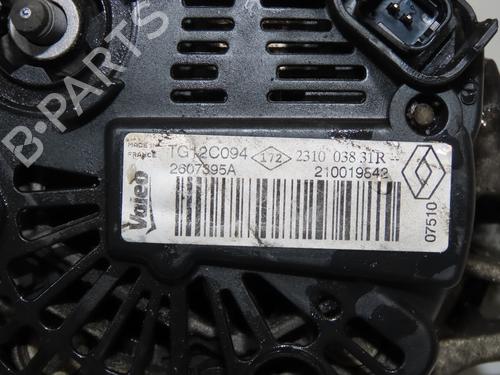 B-PARTS
MADE IN
FRANCE
Valeo
TG12C094 172 2310 038 31R --
2607395A 210019542
07510